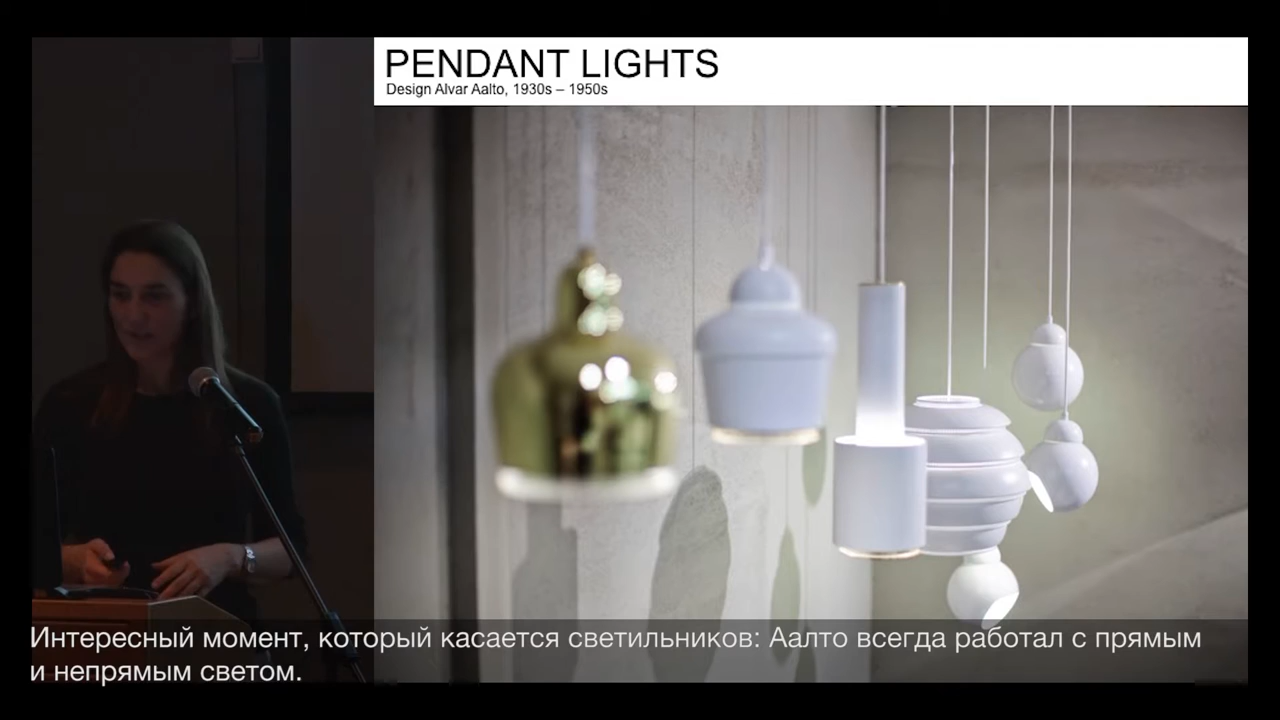 PENDANT LIGHTS
Design Alvar Aalto, 1930s – 1950s
Интересный момент, который касается светильников: Аалто всегда работал с прямым
и непрямым светом.